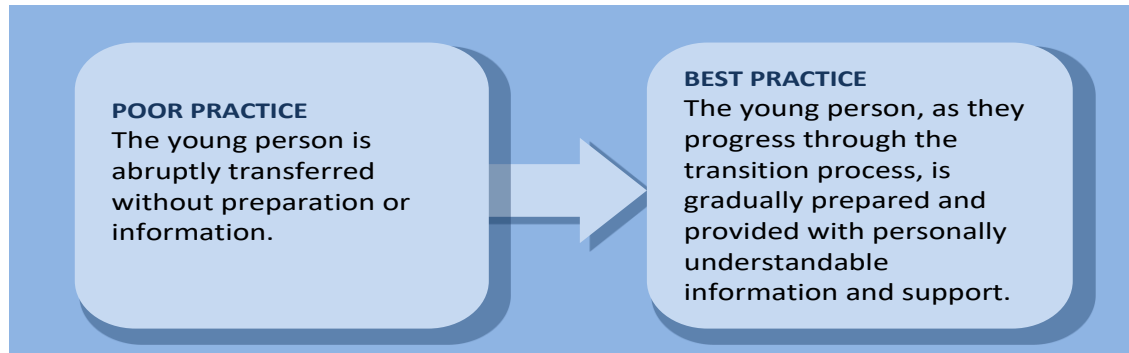 POOR PRACTICE
The young person is
abruptly transferred
without preparation or
information.
BEST PRACTICE
The young person, as they
progress through the
transition process, is
gradually prepared and
provided with personally
understandable
information and support.